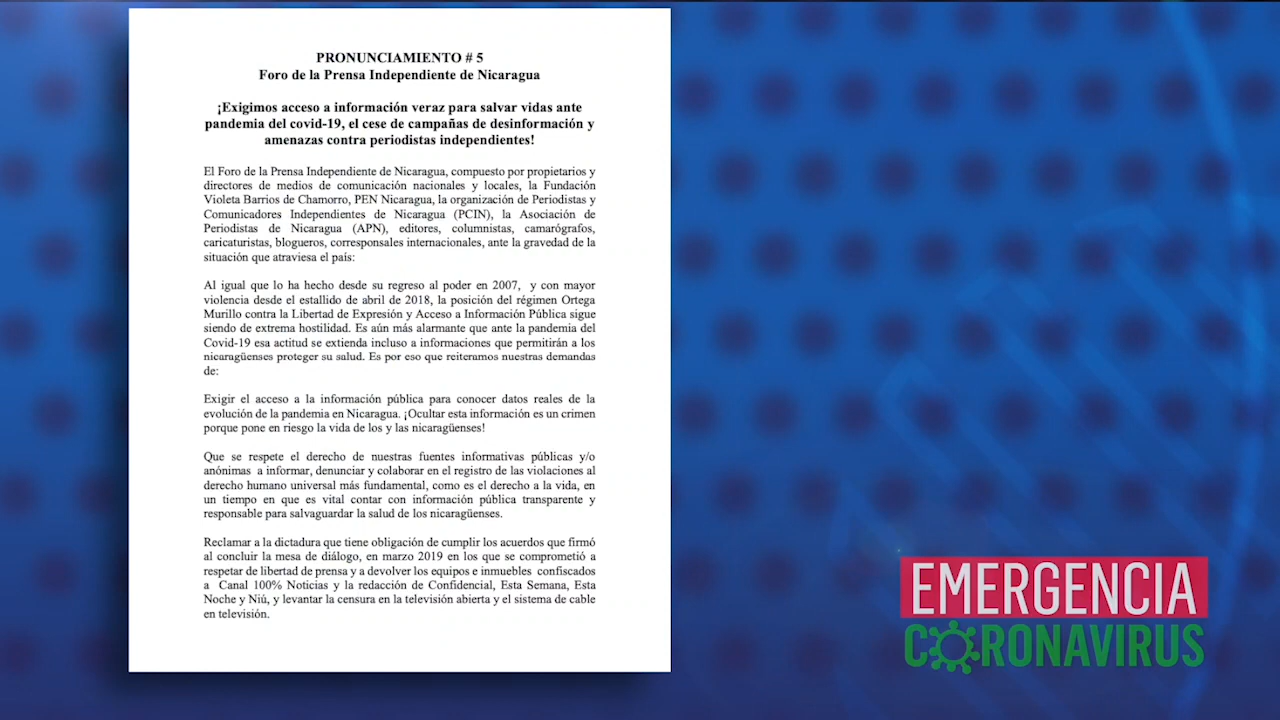 PRONUNCIAMIENTO # 5
Foro de la Prensa Independiente de Nicaragua
¡Exigimos acceso a información veraz para salvar vidas ante
pandemia del covid-19, el cese de campañas de desinformación y
amenazas contra periodistas independientes!
El Foro de la Prensa Independiente de Nicaragua, compuesto por propietarios y
directores de medios de comunicación nacionales y locales, la Fundación
Violeta Barrios de Chamorro, PEN Nicaragua, la organización de Periodistas y
Comunicadores Independientes de Nicaragua (PCIN), la Asociación de
Periodistas de Nicaragua (APN), editores, columnistas, camarógrafos,
caricaturistas, blogueros, corresponsales internacionales, ante la gravedad de la
situación que atraviesa el país:
Al igual que lo ha hecho desde su regreso al poder en 2007, y con mayor
violencia desde el estallido de abril de 2018, la posición del régimen Ortega
Murillo contra la Libertad de Expresión y Acceso a Información Pública sigue
siendo de extrema hostilidad. Es aún más alarmante que ante la pandemia del
Covid-19 esa actitud se extienda incluso a informaciones que permitirán a los
nicaragüenses proteger su salud. Es por eso que reiteramos nuestras demandas
de:
Exigir el acceso a la información pública para conocer datos reales de la
evolución de la pandemia en Nicaragua. ¡Ocultar esta información es un crimen
porque pone en riesgo la vida de los y las nicaragüenses!
Que se respete el derecho de nuestras fuentes informativas públicas y/o
anónimas a informar, denunciar y colaborar en el registro de las violaciones al
derecho humano universal más fundamental, como es el derecho a la vida, en
un tiempo en que es vital contar con información pública transparente y
responsable para salvaguardar la salud de los nicaragüenses.
Reclamar a la dictadura que tiene obligación de cumplir los acuerdos que firmó
al concluir la mesa de diálogo, en marzo 2019 en los que se comprometió a
respetar de libertad de prensa y a devolver los equipos e inmuebles confiscados
a Canal 100% Noticias y la redacción de Confidencial, Esta Semana, Esta
Noche y Niú, y levantar la censura en la televisión abierta y el sistema de cable
en televisión.
EMERGENCIA
CORONAVIRUS